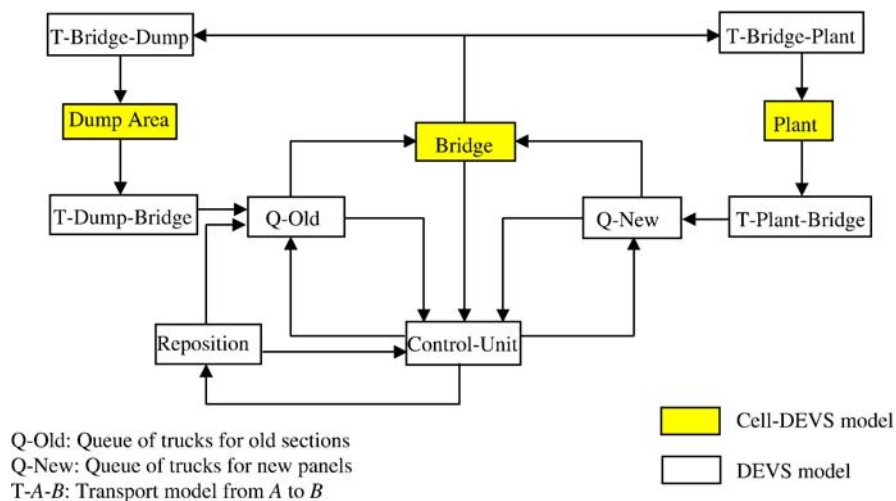 T-Bridge-Dump
T-Bridge-Plant
Dump Area
Bridge
Plant
T-Dump-Bridge
Q-Old
Q-New
T-Plant-Bridge
Reposition
Control-Unit
Q-Old: Queue of trucks for old sections
Q-New: Queue of trucks for new panels
T-A-B: Transport model from A to B
Cell-DEVS model
DEVS model